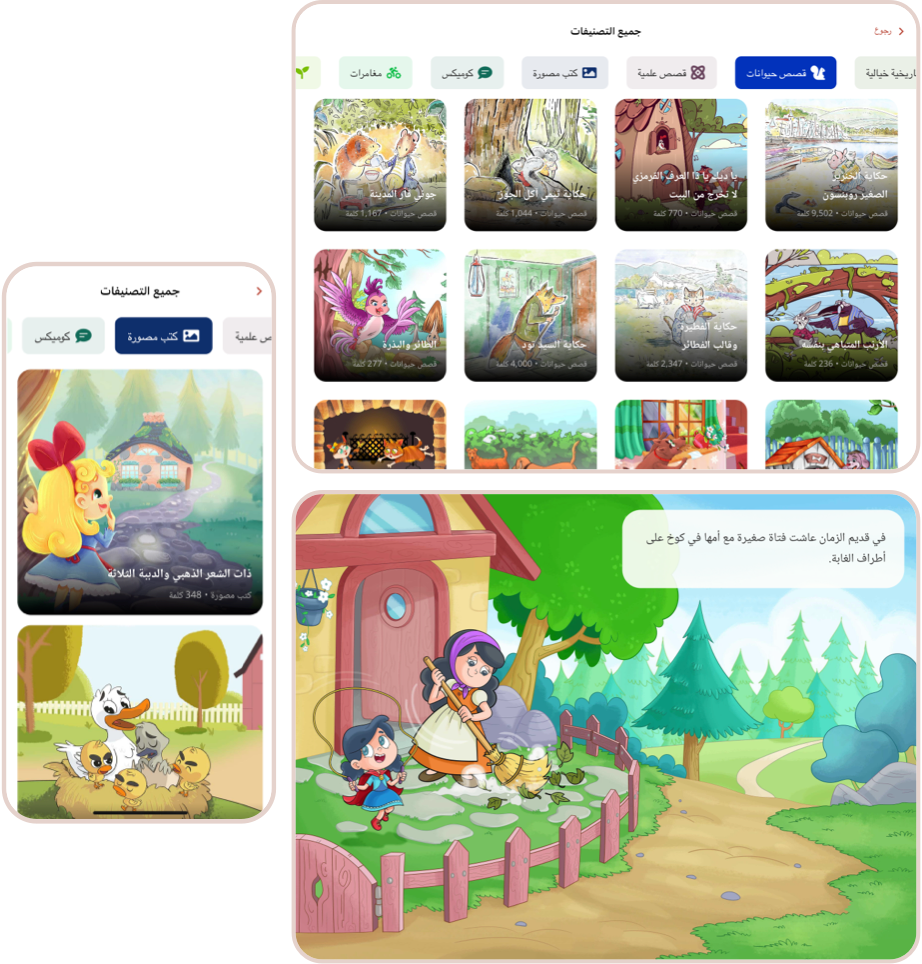 جميع التصنيفات
رجوع
تاريخية خيالية
قصص حيوانات
قصص علمية
كتب مصورة
كوميكس
مغامرات
حكاية الخنزير
الصغير روبنسون
قصص حيوانات • 9,502 كلمة
يا ديك يا ذا العرف القرمزي
لا تخرج من البيت
قصص حيوانات • 770 كلمة
حكاية تيمي آكل الجوز
قصص حيوانات • 1,044 كلمة
جوني فأر المدينة
قصص حيوانات • 1,167 كلمة
الأرنب المتباهي بنفسه
قصص حيوانات • 236 كلمة
حكاية الفطيرة
وقالب الفطائر
قصص حيوانات • 2,347 كلمة
حكاية السيد تود
قصص حيوانات • 4,000 كلمة
الطائر والبذرة
قصص حيوانات • 277 كلمة
جميع التصنيفات
ص علمية
كتب مصورة
كوميكس
ذات الشعر الذهبي والدببة الثلاثة
كتب مصورة • 348 كلمة
في قديم الزمان عاشت فتاة صغيرة مع أمها في كوخ على
أطراف الغابة.